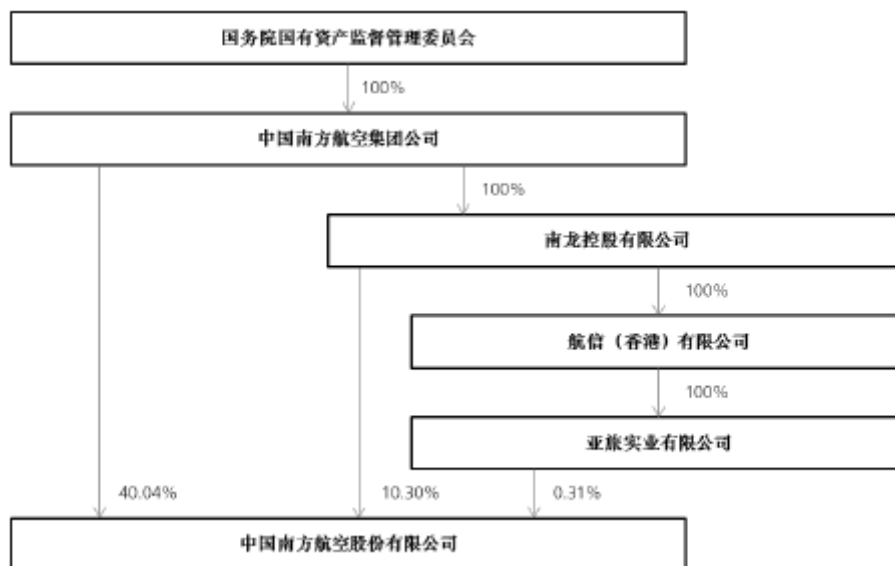 国务院国有资产监督管理委员会
100%
中国南方航空集团公司
100%
南龙控股有限公司
100%
航信（香港）有限公司
100%
亚旅实业有限公司
40.04%
10.30%
0.31%
中国南方航空股份有限公司